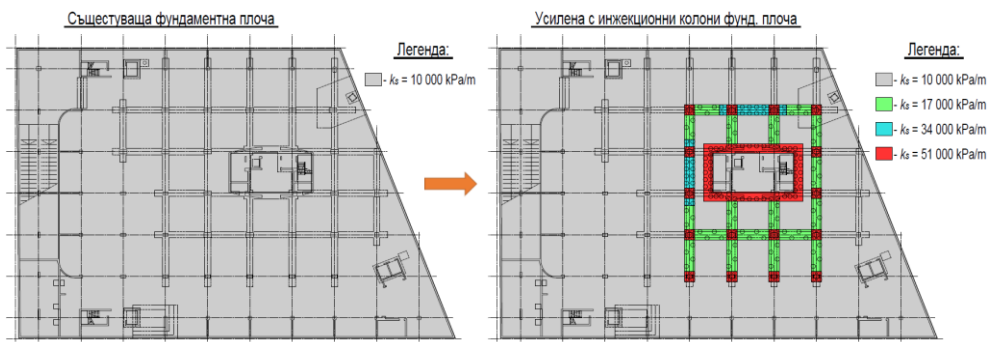 Същестуваща фундаментна плоча
Легенда:
- ks = 10 000 kPa/m
Усилена с инжекционни колони фунд. плоча
Легенда:
- ks = 10 000 kPa/m
- ks = 17 000 kPa/m
- ks = 34 000 kPa/m
- ks = 51 000 kPa/m